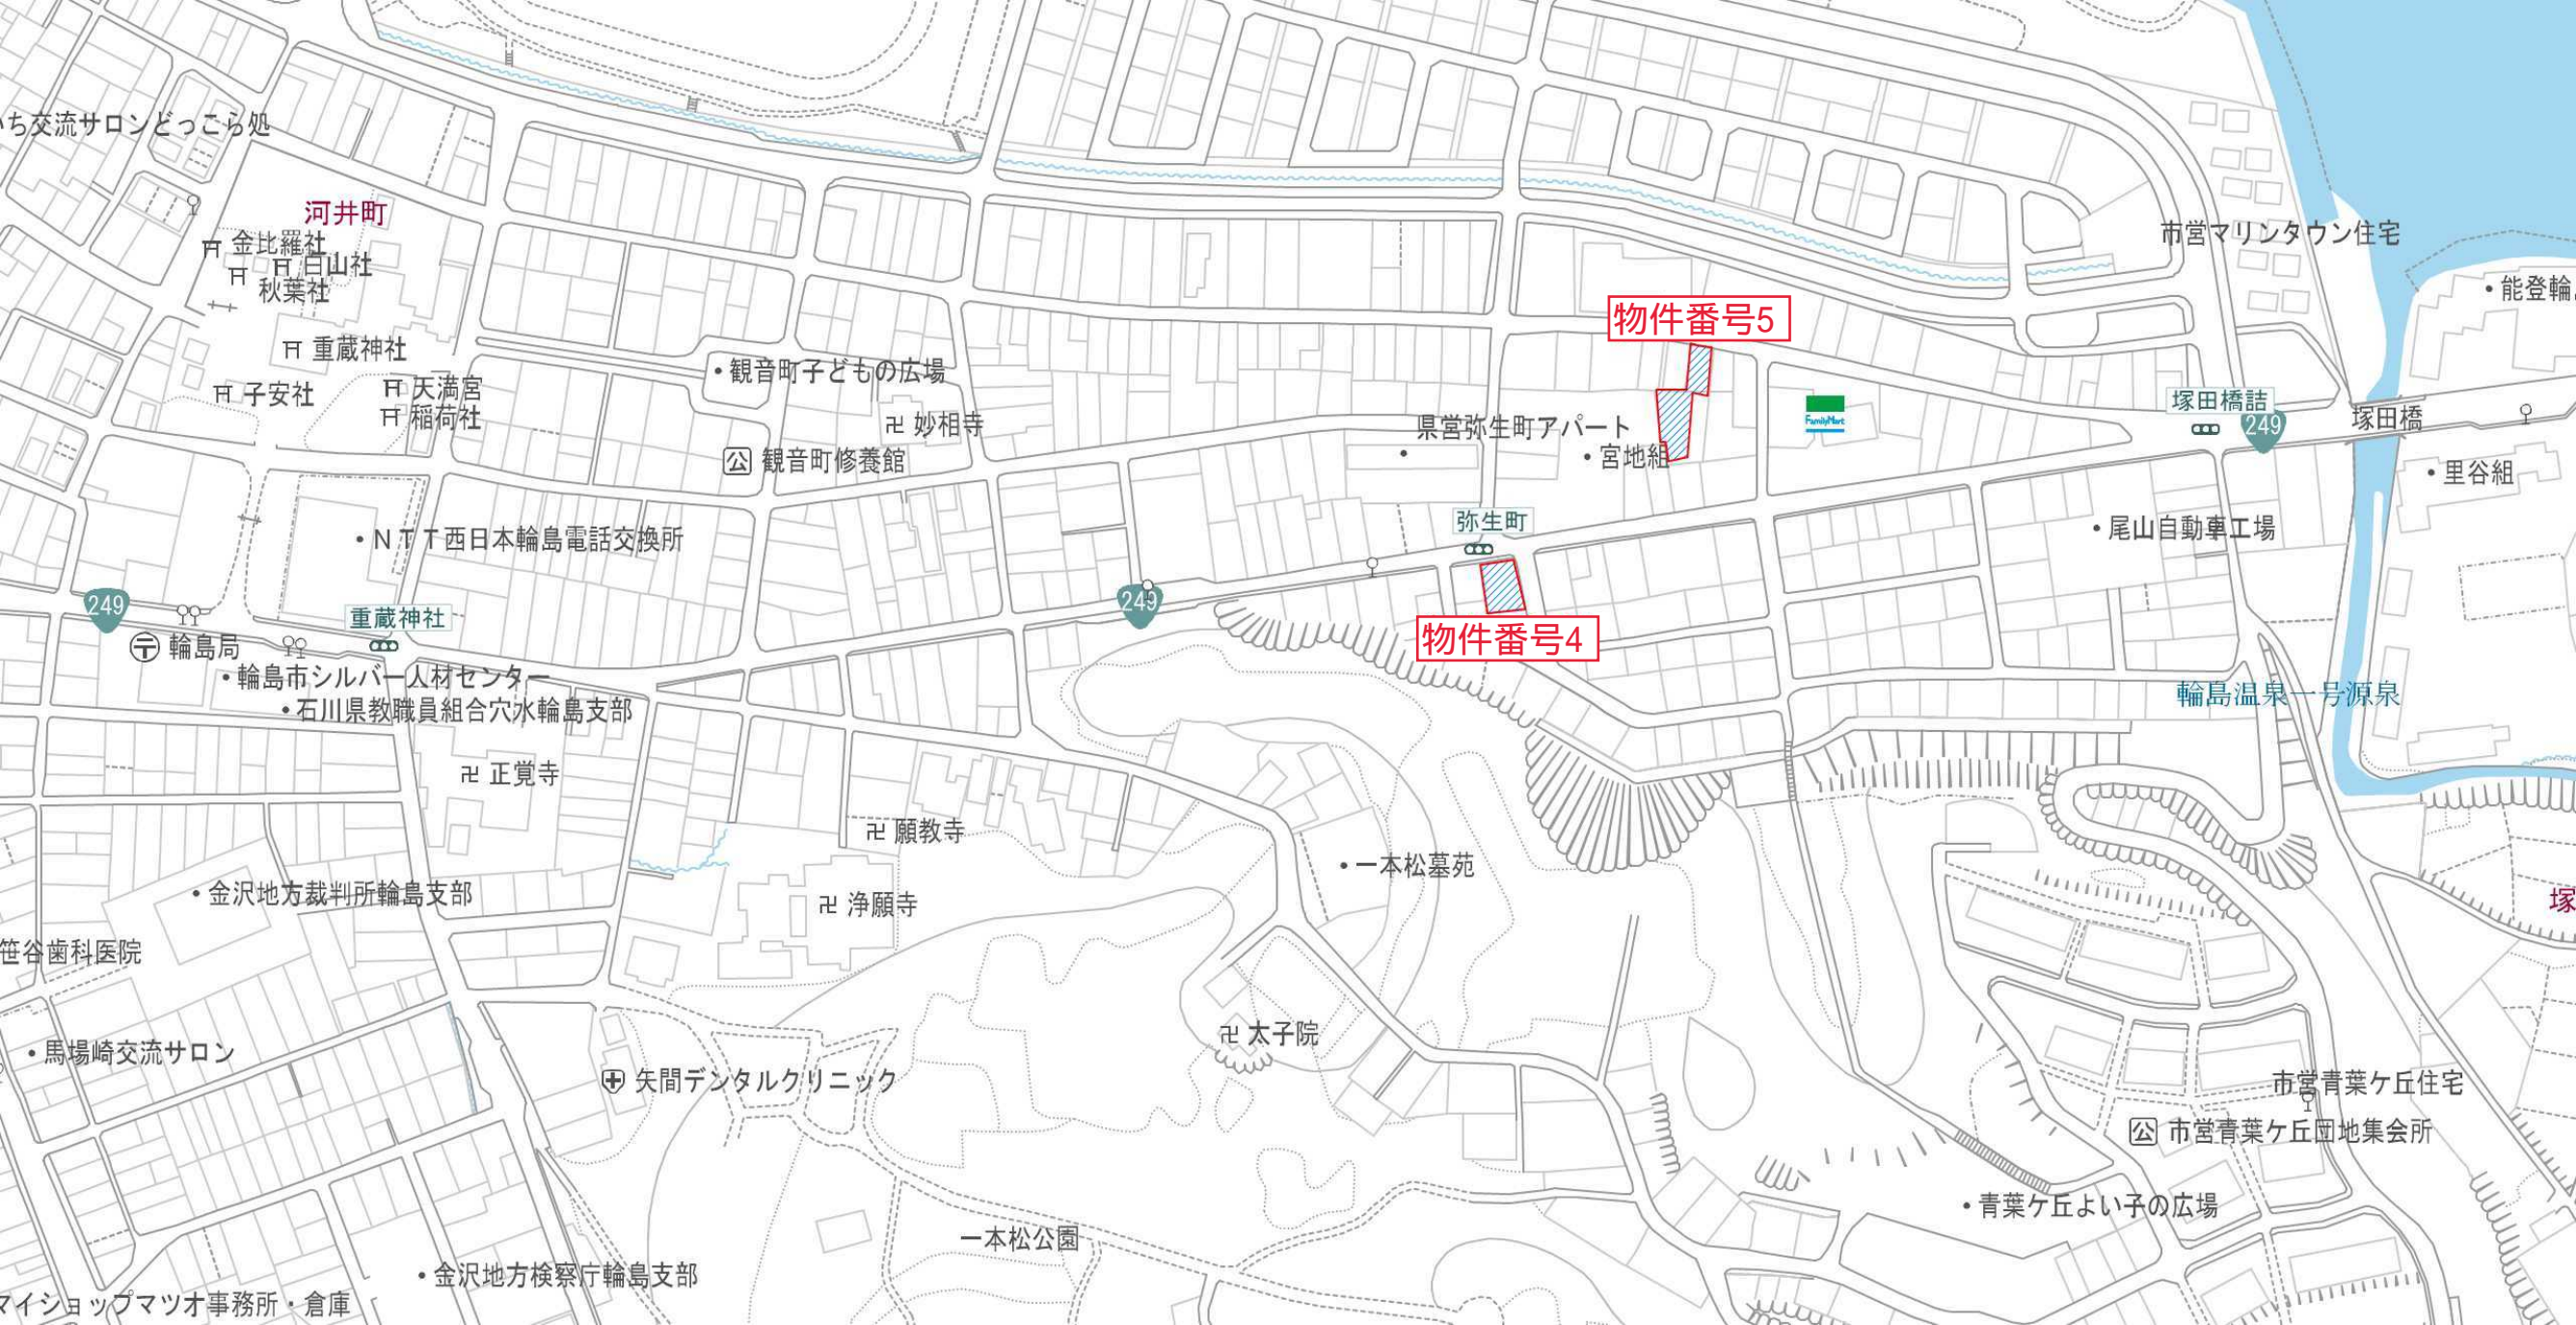 ち交流サロンどっこら処
河井町
金比羅社
白山社
秋葉社
重蔵神社
子安社
天満宮
稲荷社
観音町子どもの広場
妙相寺
公 観音町修養館
NTT西日本輪島電話交換所
市営マリンタウン住宅
能登輪
物件番号5
FamilyMart
県営弥生町アパート
宮地組
塚田橋詰
249
塚田橋
里谷組
弥生町
尾山自動車工場
物件番号4
249
249
重蔵神社
輪島局
輪島市シルバー人材センター
石川県教職員組合穴水輪島支部
輪島温泉一号源泉
正覚寺
願教寺
浄願寺
一本松墓苑
金沢地方裁判所輪島支部
笹谷歯科医院
塚
馬場崎交流サロン
太子院
矢間デンタルクリニック
市営青葉ケ丘住宅
公 市営青葉ケ丘団地集会所
青葉ケ丘よい子の広場
一本松公園
金沢地方検察庁輪島支部
マイショップマツオ事務所・倉庫